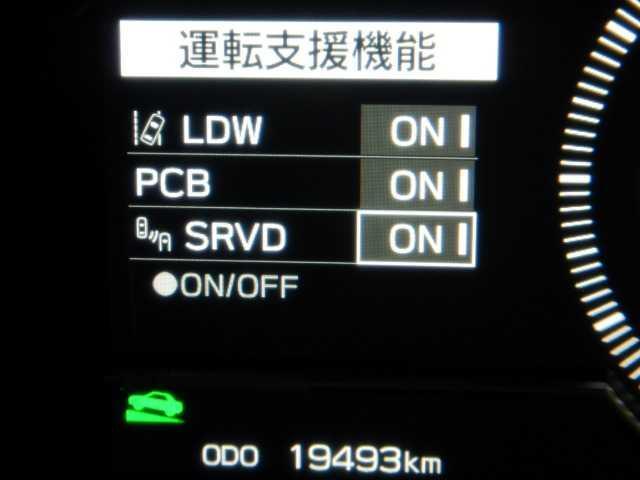 運転支援機能
LDW ON
PCB ON
SRVD ON
●ON/OFF
ODO 19493km